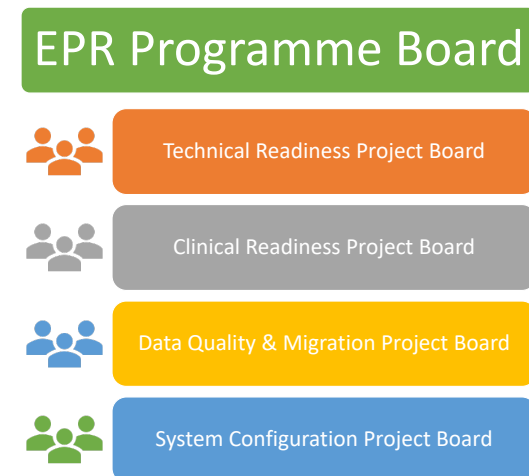 EPR Programme Board
Technical Readiness Project Board
Clinical Readiness Project Board
Data Quality & Migration Project Board
System Configuration Project Board